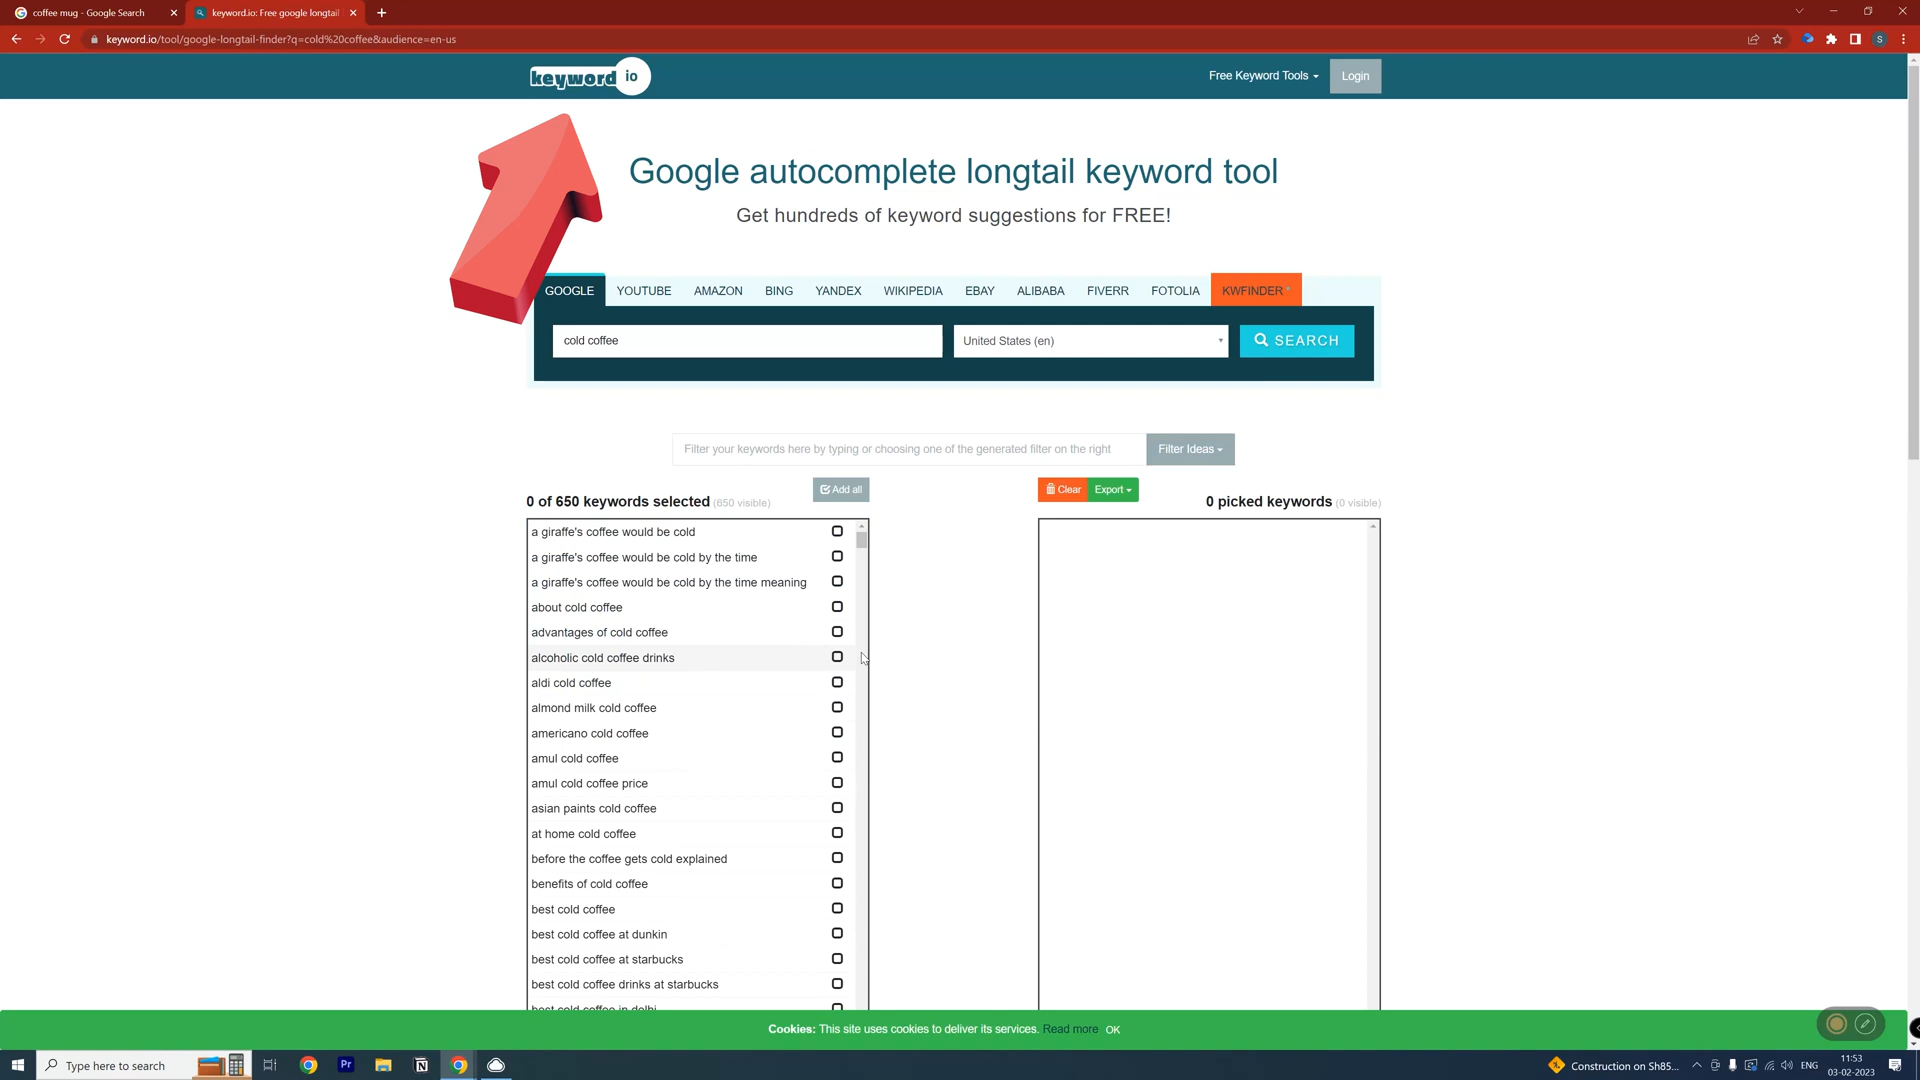 coffee mug - Google Search
keyword.io: Free google longtail
keyword.io/tool/google-longtail-finder?q=cold%20coffee&audience=en-us
S
keyword io
Free Keyword Tools
Login
Google autocomplete longtail keyword tool
Get hundreds of keyword suggestions for FREE!
GOOGLE YOUTUBE AMAZON BING YANDEX WIKIPEDIA EBAY ALIBABA FIVERR FOTOLIA KWFINDER*
cold coffee
United States (en)
SEARCH
Filter your keywords here by typing or choosing one of the generated filter on the right
Filter Ideas
0 of 650 keywords selected (650 visible)
Add all
Clear
Export
0 picked keywords (0 visible)
a giraffe's coffee would be cold
a giraffe's coffee would be cold by the time
a giraffe's coffee would be cold by the time meaning
about cold coffee
advantages of cold coffee
alcoholic cold coffee drinks
aldi cold coffee
almond milk cold coffee
americano cold coffee
amul cold coffee
amul cold coffee price
asian paints cold coffee
at home cold coffee
before the coffee gets cold explained
benefits of cold coffee
best cold coffee
best cold coffee at dunkin
best cold coffee at starbucks
best cold coffee drinks at starbucks
best cold coffee in delhi
Cookies: This site uses cookies to deliver its services. Read more OK
Type here to search
Pr
N
Construction on Sh85...
ENG
11:53
03-02-2023